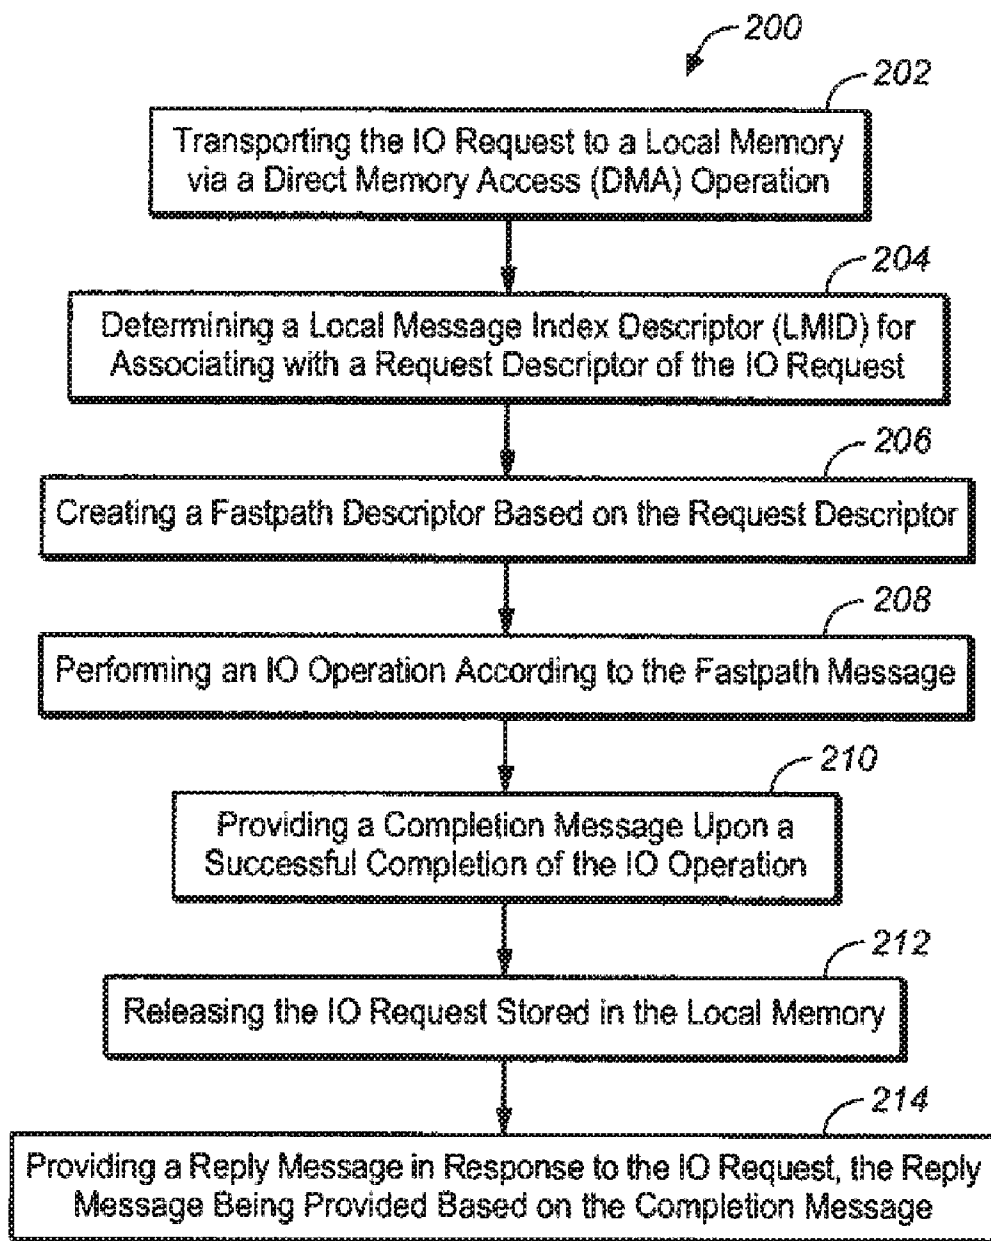 200
202
Transporting the IO Request to a Local Memory
via a Direct Memory Access (DMA) Operation
204
Determining a Local Message Index Descriptor (LMID) for
Associating with a Request Descriptor of the IO Request
206
Creating a Fastpath Descriptor Based on the Request Descriptor
208
Performing an IO Operation According to the Fastpath Message
210
Providing a Completion Message Upon a
Successful Completion of the IO Operation
212
Releasing the IO Request Stored in the Local Memory
214
Providing a Reply Message in Response to the IO Request, the Reply
Message Being Provided Based on the Completion Message